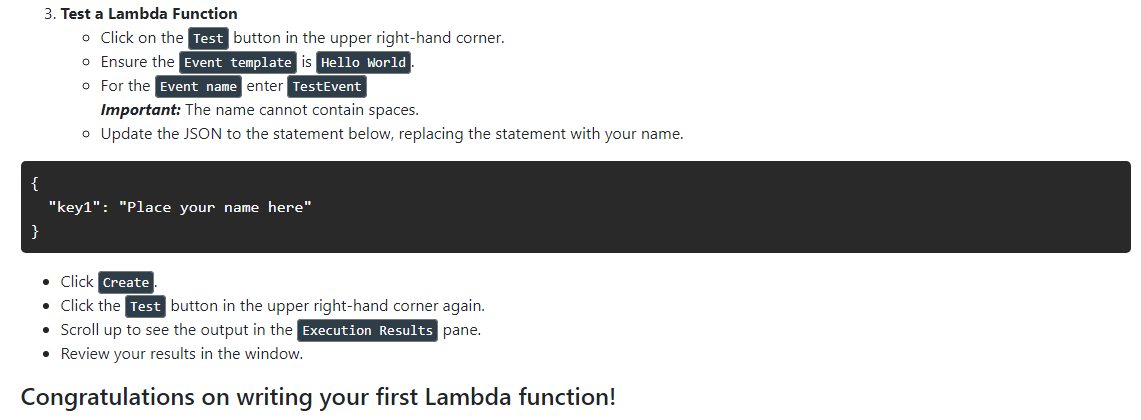 3. Test a Lambda Function
Click on the Test button in the upper right-hand corner.
Ensure the Event template is Hello World.
For the Event name enter TestEvent
Important: The name cannot contain spaces.
Update the JSON to the statement below, replacing the statement with your name.
{
"key1": "Place your name here"
}
Click Create.
Click the Test button in the upper right-hand corner again.
Scroll up to see the output in the Execution Results pane.
Review your results in the window.
Congratulations on writing your first Lambda function!